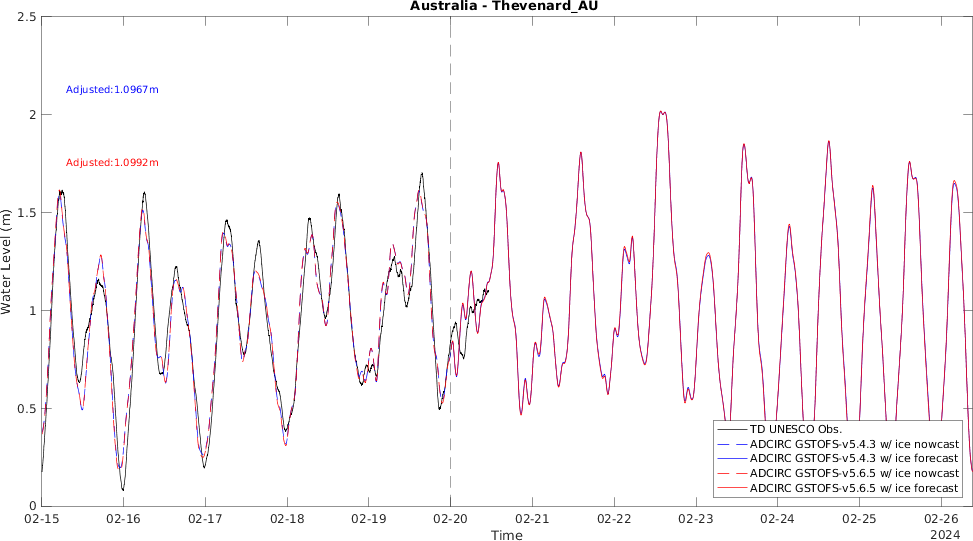 Australia - Thevenard_AU
2.5
Adjusted:1.0967m
2
Adjusted:1.0992m
1.5
Water Level (m)
1
0.5
TD UNESCO Obs.
ADCIRC GSTOFS-v5.4.3 w/ ice nowcast
ADCIRC GSTOFS-v5.4.3 w/ ice forecast
ADCIRC GSTOFS-v5.6.5 w/ ice nowcast
ADCIRC GSTOFS-v5.6.5 w/ ice forecast
0
02-15 02-16 02-17 02-18 02-19 02-20 02-21 02-22 02-23 02-24 02-25 02-26
Time
2024